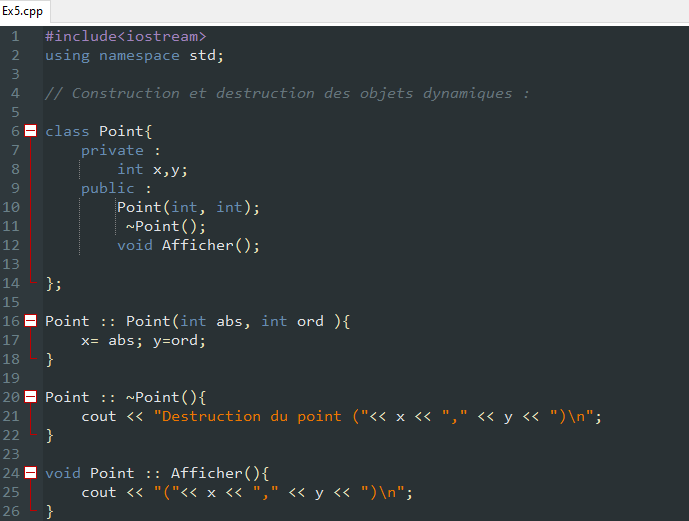 Ex5.cpp
1 #include<iostream>
2 using namespace std;
3
4 // Construction et destruction des objets dynamiques :
5
6 class Point{
7 private :
8 int x,y;
9 public :
10 Point(int, int);
11 ~Point();
12 void Afficher();
13
14 };
15
16 Point :: Point(int abs, int ord ){
17 x= abs; y=ord;
18 }
19
20 Point :: ~Point(){
21 cout << "Destruction du point ("<< x << "," << y << ")\n";
22 }
23
24 void Point :: Afficher(){
25 cout << "("<< x << "," << y << ")\n";
26 }